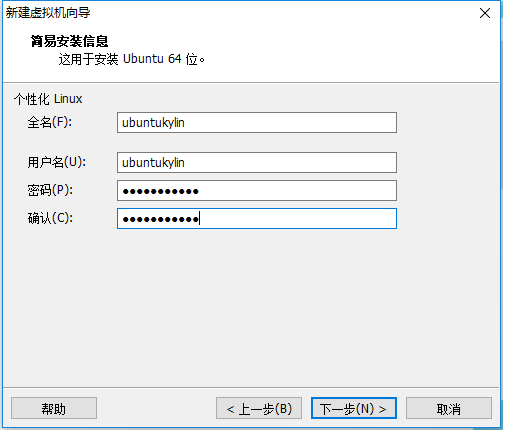 新建虚拟机向导
简易安装信息
这用于安装 Ubuntu 64 位。
个性化 Linux
全名(F): ubuntukylin
用户名(U): ubuntukylin
密码(P): ●●●●●●●●●●●
确认(C): ●●●●●●●●●●●
帮助 < 上一步(B) 下一步(N) > 取消